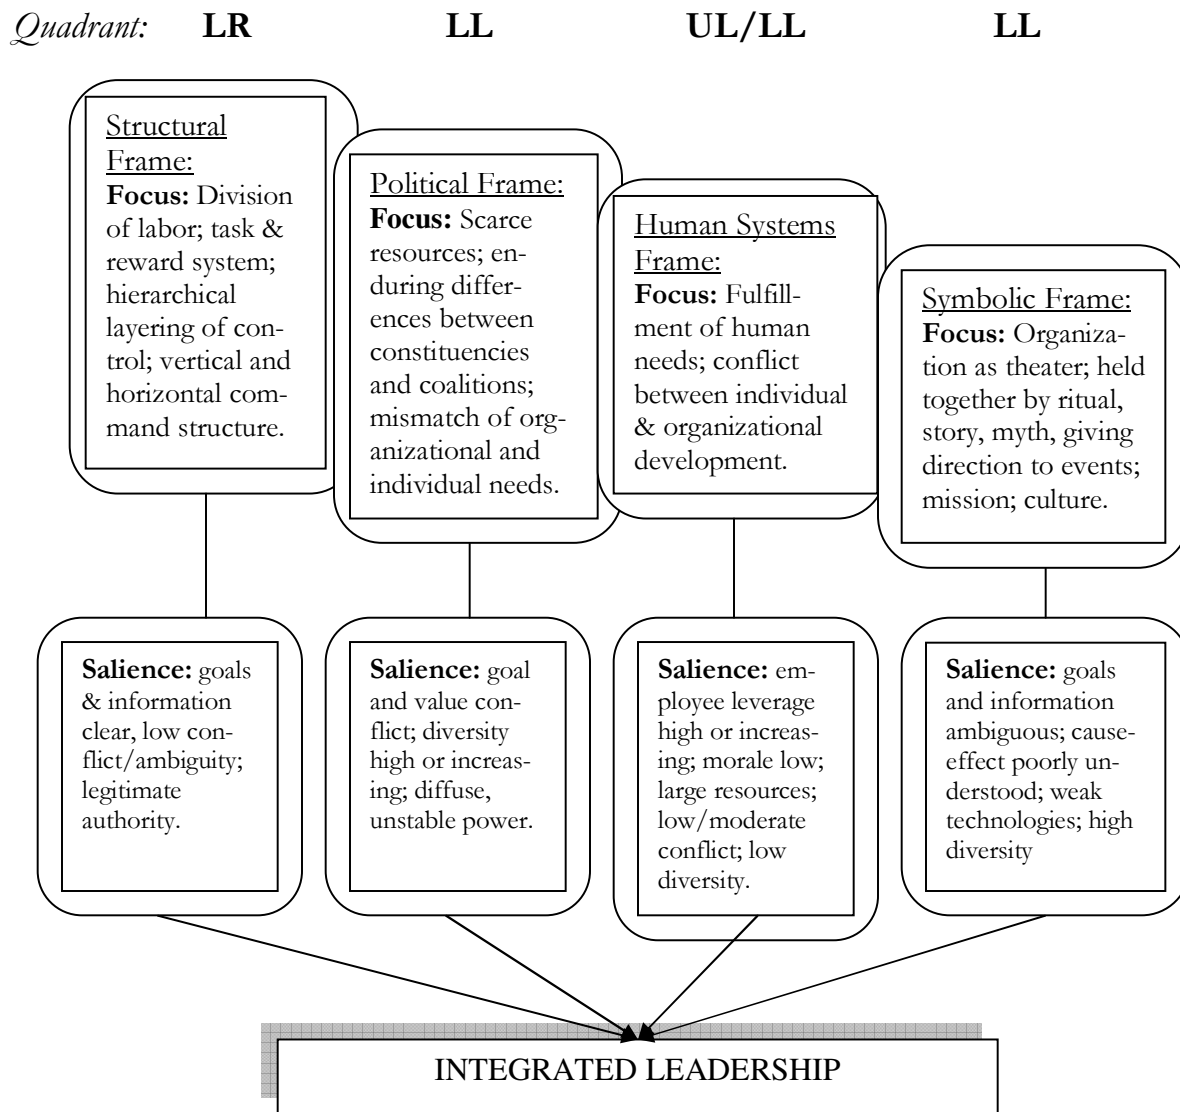 Quadrant: LR LL UL/LL LL
Structural
Frame:
Focus: Division
of labor; task &
reward system;
hierarchical
layering of con-
trol; vertical and
horizontal com-
mand structure.
Political Frame:
Focus: Scarce
resources; en-
during differ-
ences between
constituencies
and coalitions;
mismatch of org-
anizational and
individual needs.
Human Systems
Frame:
Focus: Fulfill-
ment of human
needs; conflict
between individual
& organizational
development.
Symbolic Frame:
Focus: Organiza-
tion as theater; held
together by ritual,
story, myth, giving
direction to events;
mission; culture.
Salience: goals
& information
clear, low con-
flict/ambiguity;
legitimate
authority.
Salience: goal
and value con-
flict; diversity
high or increas-
ing; diffuse,
unstable power.
Salience: em-
ployee leverage
high or increas-
ing; morale low;
large resources;
low/moderate
conflict; low
diversity.
Salience: goals
and information
ambiguous; cause-
effect poorly un-
derstood; weak
technologies; high
diversity
INTEGRATED LEADERSHIP